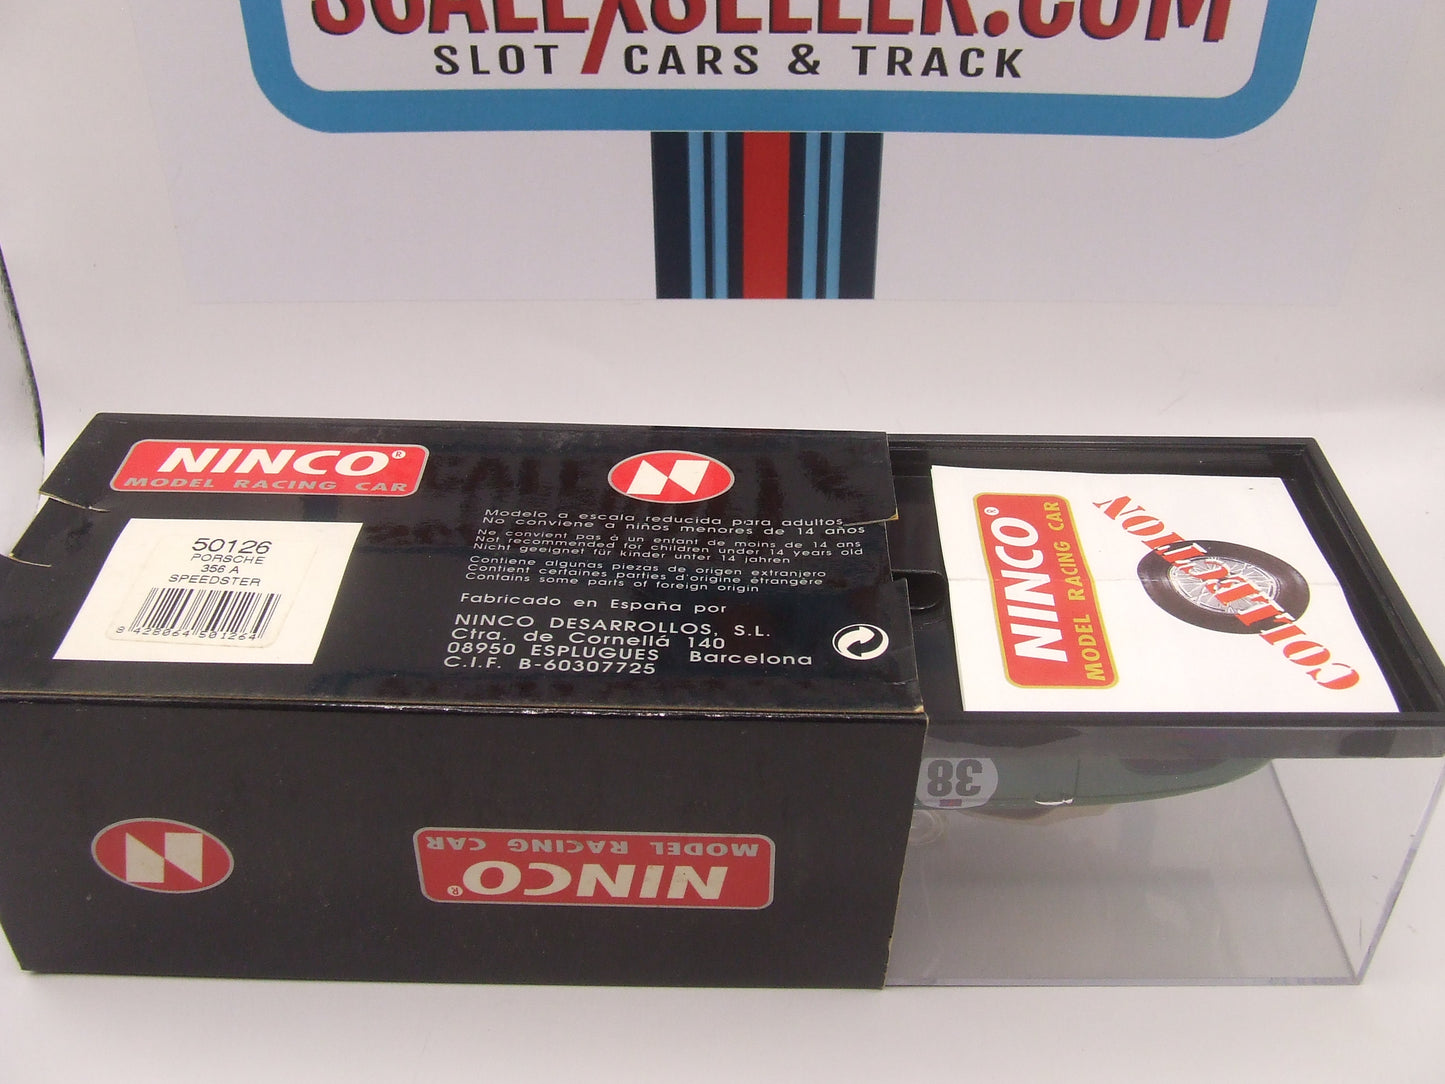 SCALEXSELLER.COM
SLOT CARS & TRACK
NINCO®
MODEL RACING CAR
N
50126
PORSCHE
356 A
SPEEDSTER
8 428064 501264
Modelo a escala reducida para adultos
No conviene a niños menores de 14 años
Ne convient pas à un enfant de moins de 14 ans
Not recommended for children under 14 years old
Nicht geeignet für kinder unter 14 jahren
Contiene algunas piezas de origen extranjero
Contient certaines parties d'origine étrangère
Contains some parts of foreign origin
Fabricado en España por
NINCO DESARROLLOS, S.L.
Ctra. de Cornellá 140
08950 ESPLUGUES Barcelona
C.I.F. B-60307725
NINCO®
MODEL RACING CAR
COLLECTION
38
N
NINCO®
MODEL RACING CAR